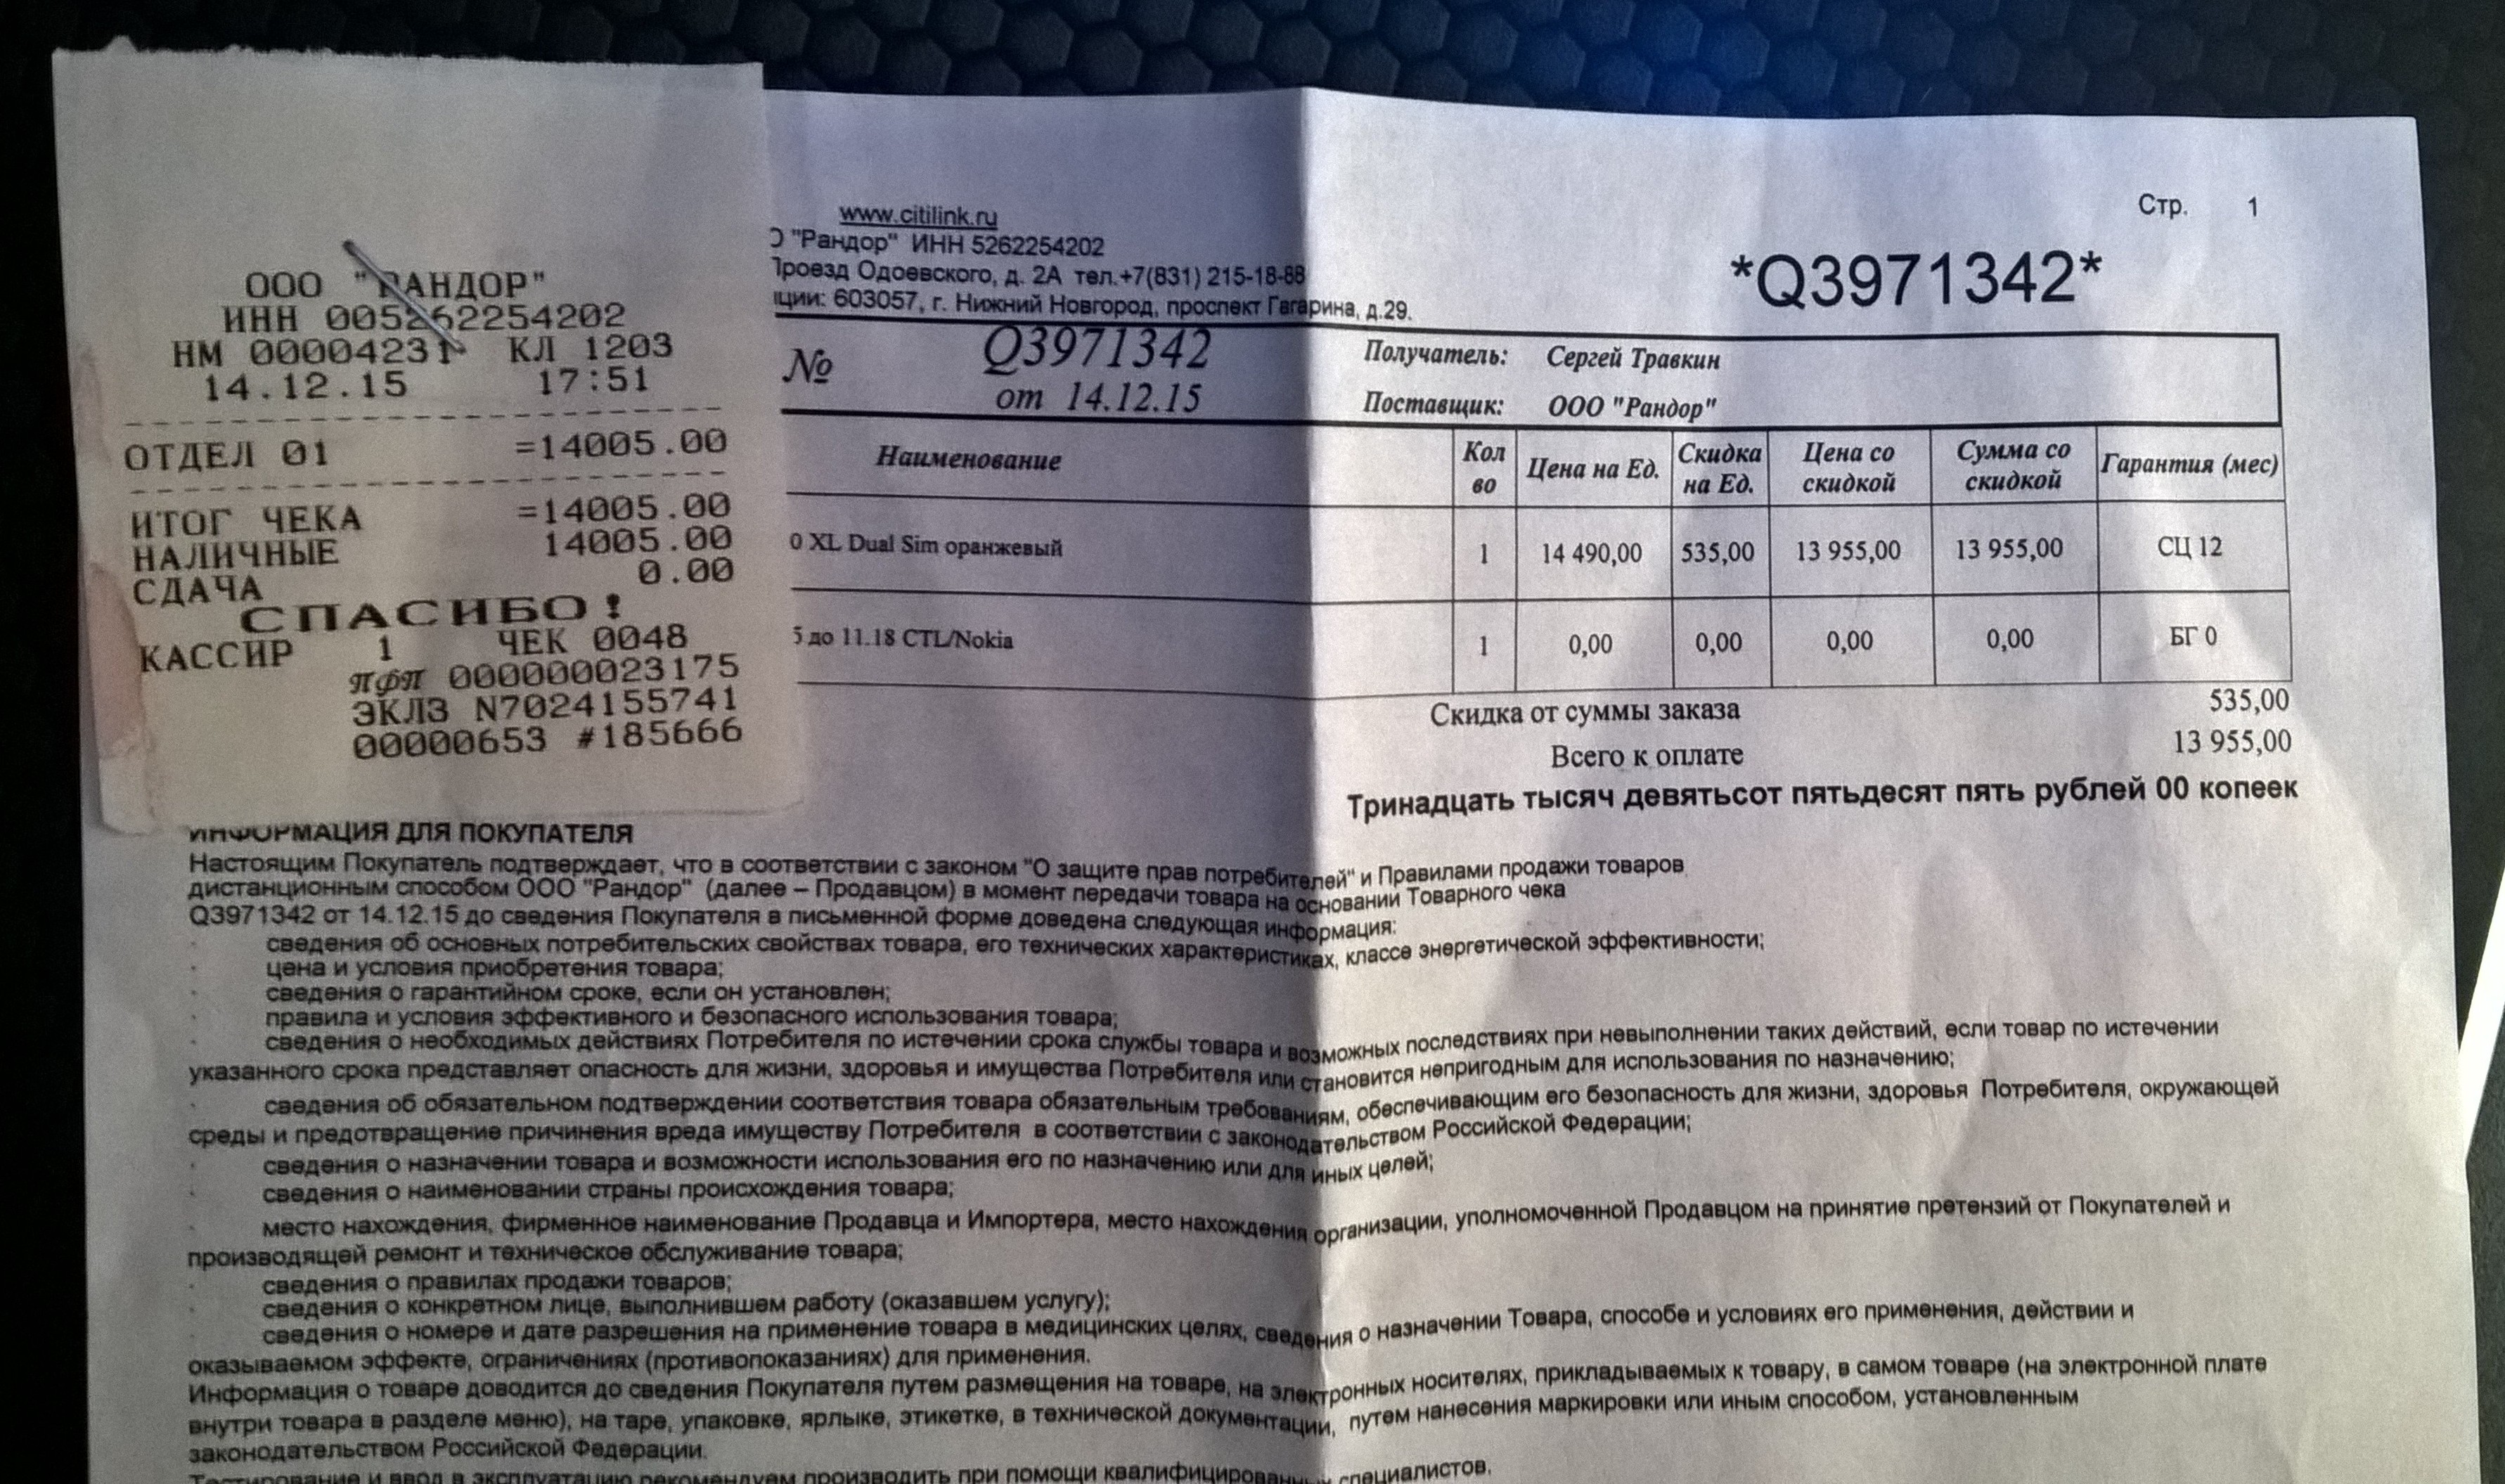 ООО "РАНДОР"
ИНН 005262254202
НМ 00004231 КЛ 1203
14.12.15 17:51
ОТДЕЛ 01 =14005.00
ИТОГ ЧЕКА =14005.00
НАЛИЧНЫЕ 14005.00
СДАЧА 0.00
СПАСИБО!
КАССИР 1 ЧЕК 0048
ПФП 000000023175
ЭКЛЗ N7024155741
00000653 #185666
www.citilink.ru
"Рандор" ИНН 5262254202
Проезд Одоевского, д. 2А тел.+7(831) 215-18-88
603057, г. Нижний Новгород, проспект Гагарина, д.29.
Стр. 1
*Q3971342*
№ Q3971342
от 14.12.15
Получатель: Сергей Травкин
Поставщик: ООО "Рандор"
Наименование Кол во Цена на Ед. Скидка на Ед. Цена со скидкой Сумма со скидкой Гарантия (мес)
0 XL Dual Sim оранжевый 1 14 490,00 535,00 13 955,00 13 955,00 СЦ 12
5 до 11.18 CTL/Nokia 1 0,00 0,00 0,00 0,00 БГ 0
Скидка от суммы заказа 535,00
Всего к оплате 13 955,00
Тринадцать тысяч девятьсот пятьдесят пять рублей 00 копеек
ИНФОРМАЦИЯ ДЛЯ ПОКУПАТЕЛЯ
Настоящим Покупатель подтверждает, что в соответствии с законом "О защите прав потребителей" и Правилами продажи товаров
дистанционным способом ООО "Рандор" (далее – Продавцом) в момент передачи товара на основании Товарного чека
Q3971342 от 14.12.15 до сведения Покупателя в письменной форме доведена следующая информация:
· сведения об основных потребительских свойствах товара, его технических характеристиках, классе энергетической эффективности;
· цена и условия приобретения товара;
· сведения о гарантийном сроке, если он установлен;
· правила и условия эффективного и безопасного использования товара;
· сведения о необходимых действиях Потребителя по истечении срока службы товара и возможных последствиях при невыполнении таких действий, если товар по истечении
указанного срока представляет опасность для жизни, здоровья и имущества Потребителя или становится непригодным для использования по назначению;
· сведения об обязательном подтверждении соответствия товара обязательным требованиям, обеспечивающим его безопасность для жизни, здоровья Потребителя, окружающей
среды и предотвращение причинения вреда имуществу Потребителя в соответствии с законодательством Российской Федерации;
· сведения о назначении товара и возможности использования его по назначению или для иных целей;
· сведения о наименовании страны происхождения товара;
· место нахождения, фирменное наименование Продавца и Импортера, место нахождения организации, уполномоченной Продавцом на принятие претензий от Покупателей и
производящей ремонт и техническое обслуживание товара;
· сведения о правилах продажи товаров;
· сведения о конкретном лице, выполнившем работу (оказавшем услугу);
· сведения о номере и дате разрешения на применение товара в медицинских целях, сведения о назначении Товара, способе и условиях его применения, действии и
оказываемом эффекте, ограничениях (противопоказаниях) для применения.
Информация о товаре доводится до сведения Покупателя путем размещения на товаре, на электронных носителях, прикладываемых к товару, в самом товаре (на электронной плате
внутри товара в разделе меню), на таре, упаковке, ярлыке, этикетке, в технической документации, путем нанесения маркировки или иным способом, установленным
законодательством Российской Федерации.
Тестирование и ввод в эксплуатацию рекомендуем производить при помощи квалифицированных специалистов.